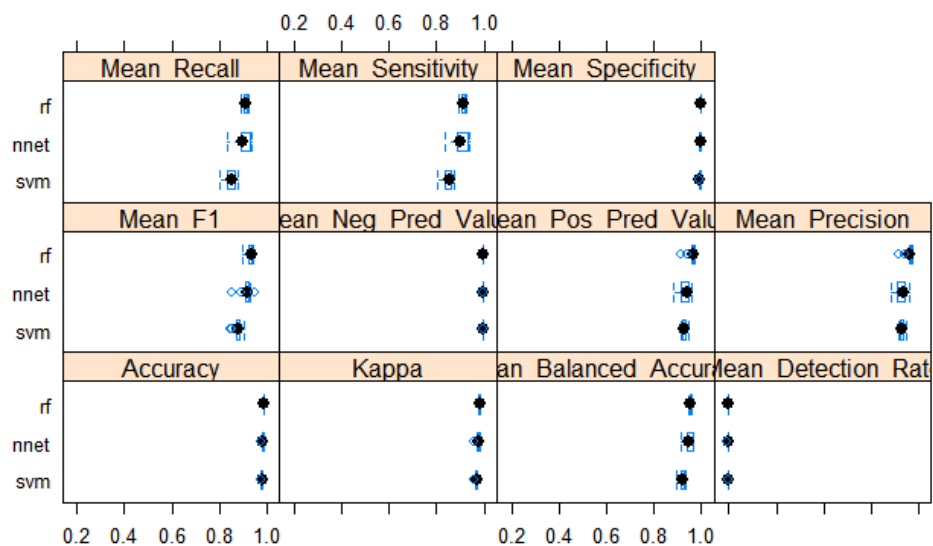 0.2 0.4 0.6 0.8 1.0
Mean Recall Mean Sensitivity Mean Specificity
rf
nnet
svm
Mean F1 ean Neg Pred Valu ean Pos Pred Valu Mean Precision
rf
nnet
svm
Accuracy Kappa an Balanced Accur Mean Detection Rat
rf
nnet
svm
0.2 0.4 0.6 0.8 1.0 0.2 0.4 0.6 0.8 1.0